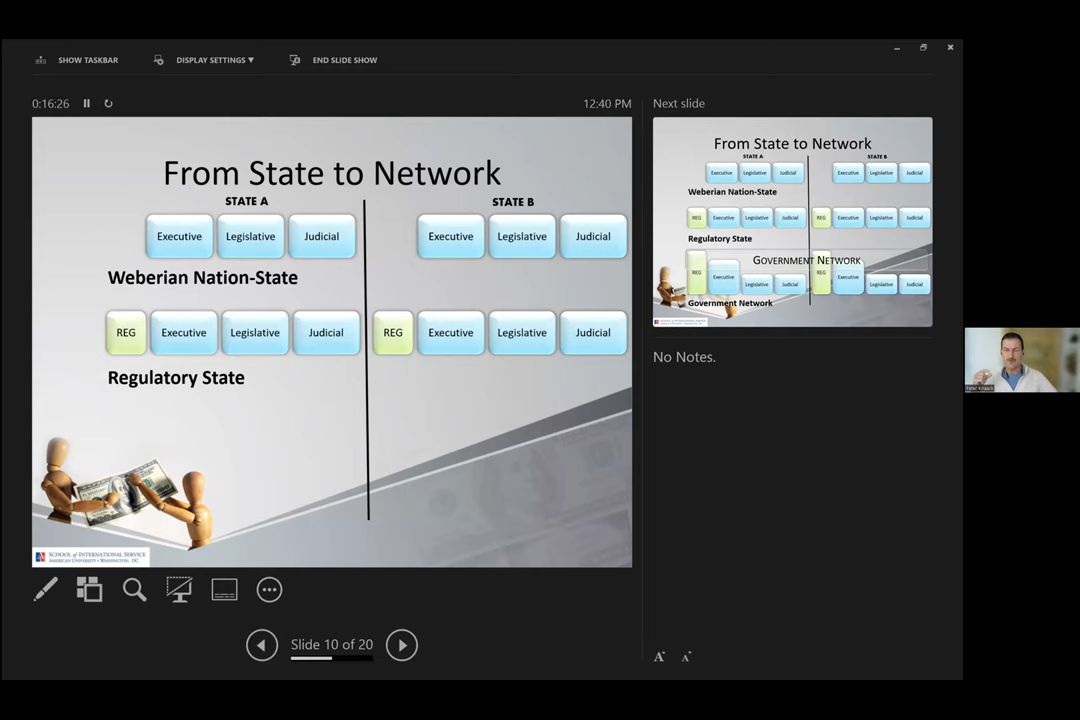 SHOW TASKBAR DISPLAY SETTINGS ▼ END SLIDE SHOW
0:16:26 12:40 PM
From State to Network
STATE A STATE B
Executive Legislative Judicial Executive Legislative Judicial
Weberian Nation-State
REG Executive Legislative Judicial REG Executive Legislative Judicial
Regulatory State
SCHOOL of INTERNATIONAL SERVICE
AMERICAN UNIVERSITY • WASHINGTON, DC
Slide 10 of 20
Next slide
From State to Network
STATE A STATE B
Executive Legislative Judicial Executive Legislative Judicial
Weberian Nation-State
REG Executive Legislative Judicial REG Executive Legislative Judicial
Regulatory State
GOVERNMENT NETWORK
REG Executive Legislative Judicial REG Executive Legislative Judicial
Government Network
No Notes.
A A
Peter Knaack